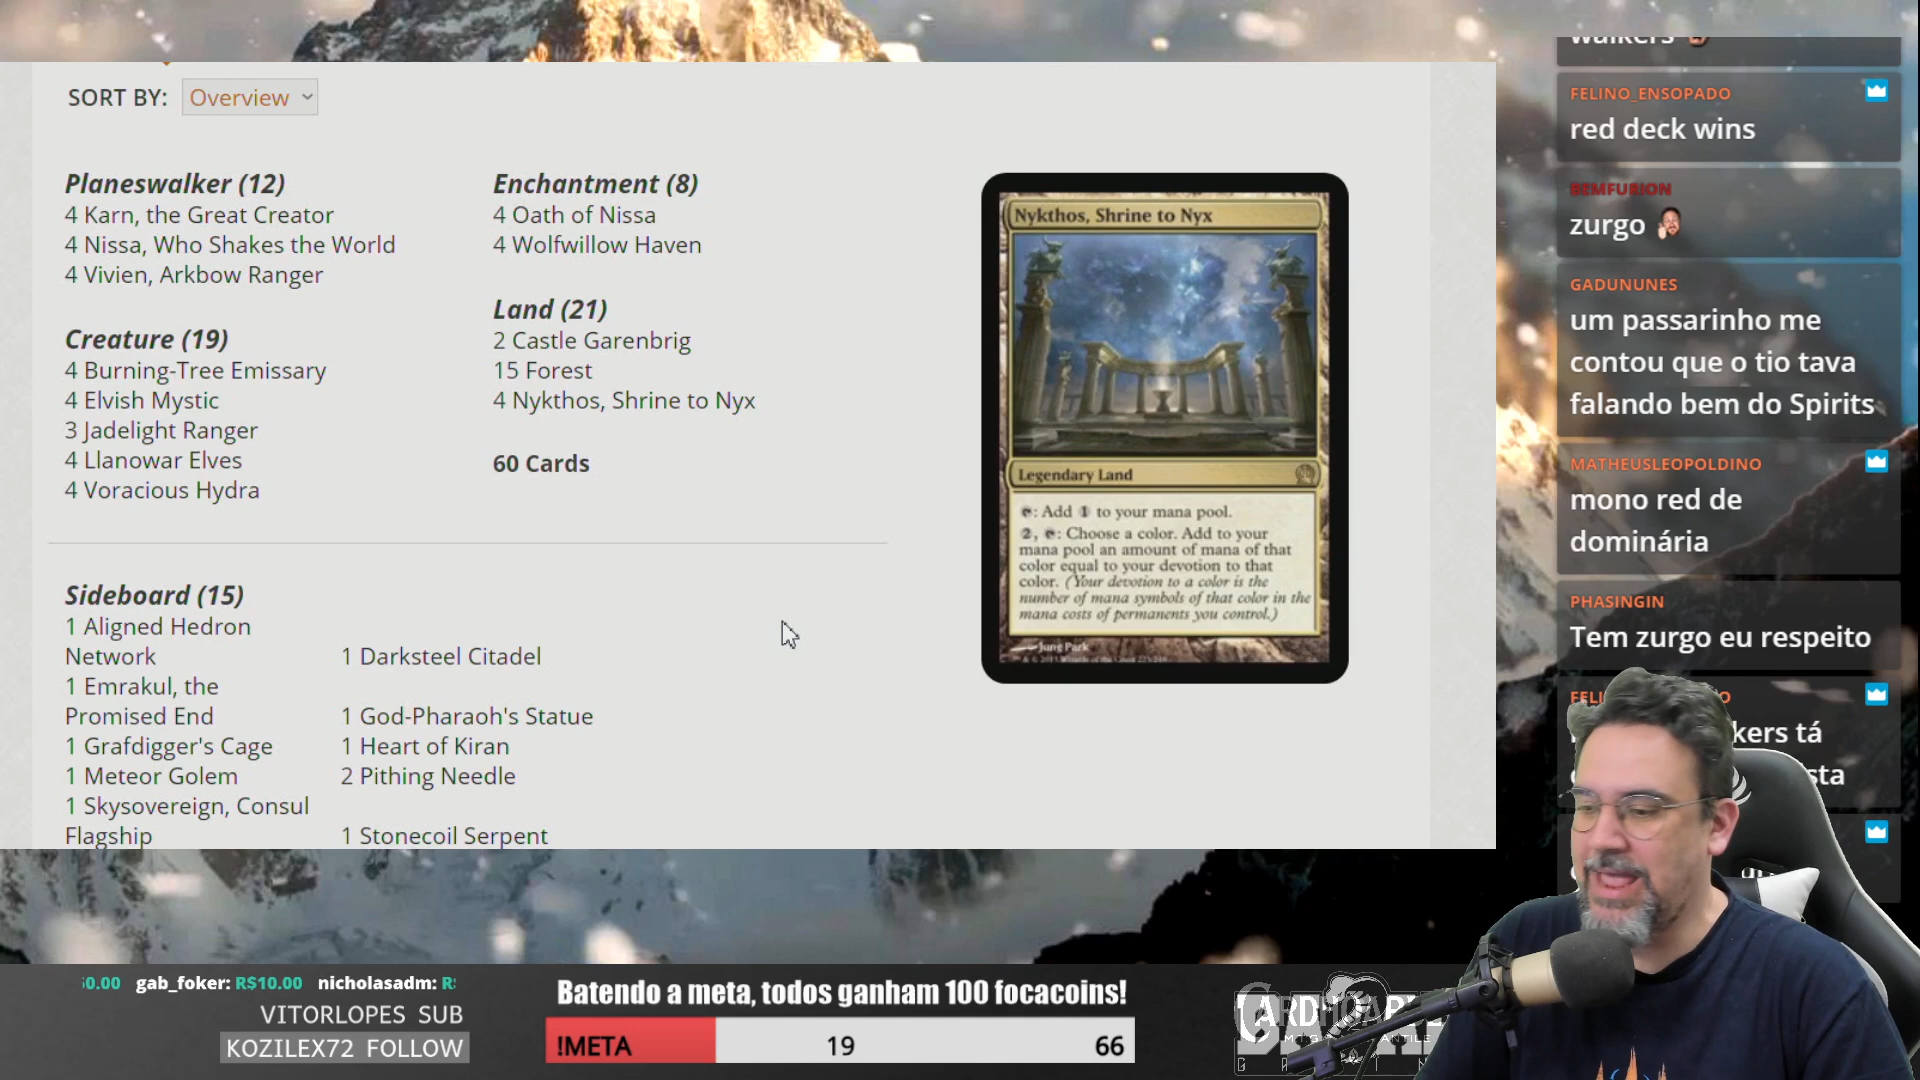 SORT BY: Overview
Planeswalker (12)
4 Karn, the Great Creator
4 Nissa, Who Shakes the World
4 Vivien, Arkbow Ranger
Creature (19)
4 Burning-Tree Emissary
4 Elvish Mystic
3 Jadelight Ranger
4 Llanowar Elves
4 Voracious Hydra
Enchantment (8)
4 Oath of Nissa
4 Wolfwillow Haven
Land (21)
2 Castle Garenbrig
15 Forest
4 Nykthos, Shrine to Nyx
60 Cards
Sideboard (15)
1 Aligned Hedron
Network
1 Darksteel Citadel
1 Emrakul, the
Promised End
1 God-Pharaoh's Statue
1 Grafdigger's Cage
1 Heart of Kiran
1 Meteor Golem
2 Pithing Needle
1 Skysovereign, Consul
Flagship
1 Stonecoil Serpent
Nykthos, Shrine to Nyx
Legendary Land
: Add 1 to your mana pool.
2, : Choose a color. Add to your
mana pool an amount of mana of that
color equal to your devotion to that
color. (Your devotion to a color is the
number of mana symbols of that color in the
mana costs of permanents you control.)
Jung Park
walkers
FELINO_ENSOPADO
red deck wins
BEMFURION
zurgo
GADUNUNES
um passarinho me
contou que o tio tava
falando bem do Spirits
MATHEUSLEOPOLDINO
mono red de
dominária
PHASINGIN
Tem zurgo eu respeito
kers tá
sta
0.00 gab_foker: R$10.00 nicholasadm: R
VITORLOPES SUB
KOZILEX72 FOLLOW
Batendo a meta, todos ganham 100 focacoins!
!META 19 66